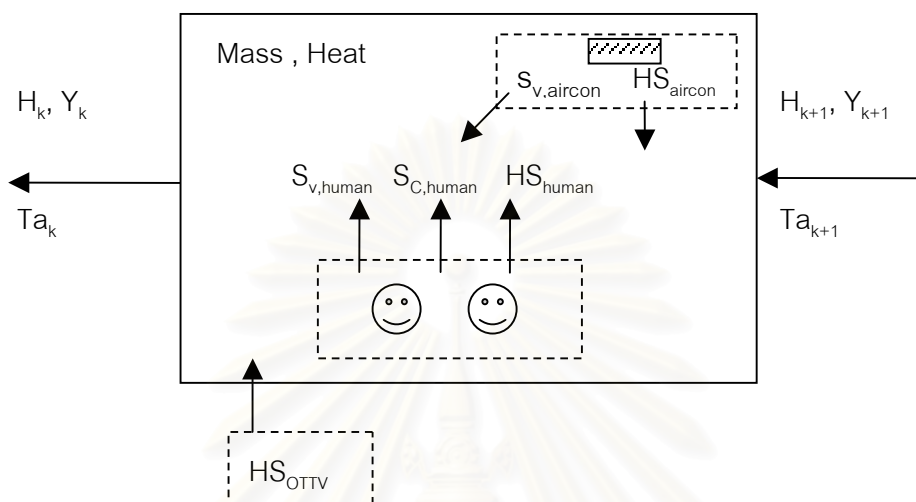 Mass , Heat
s_v,aircon HS_aircon
H_k, Y_k
H_k+1, Y_k+1
S_v,human S_C,human HS_human
Ta_k
Ta_k+1
HS_OTTV